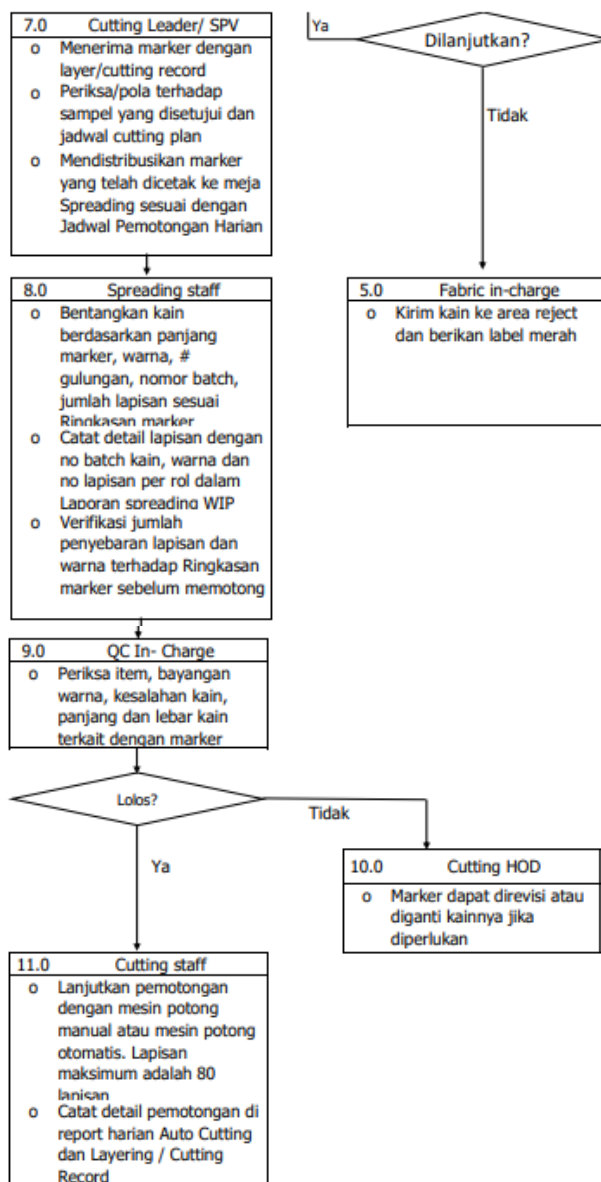 7.0 Cutting Leader/ SPV
o Menerima marker dengan
layer/cutting record
o Periksa/pola terhadap
sampel yang disetujui dan
jadwal cutting plan
o Mendistribusikan marker
yang telah dicetak ke meja
Spreading sesuai dengan
Jadwal Pemotongan Harian
Ya
Dilanjutkan?
Tidak
8.0 Spreading staff
o Bentangkan kain
berdasarkan panjang
marker, warna, #
gulungan, nomor batch,
jumlah lapisan sesuai
Ringkasan marker
o Catat detail lapisan dengan
no batch kain, warna dan
no lapisan per rol dalam
Laporan spreading WIP
o Verifikasi jumlah
penyebaran lapisan dan
warna terhadap Ringkasan
marker sebelum memotong
5.0 Fabric in-charge
o Kirim kain ke area reject
dan berikan label merah
9.0 QC In- Charge
o Periksa item, bayangan
warna, kesalahan kain,
panjang dan lebar kain
terkait dengan marker
Lolos?
Tidak
Ya
10.0 Cutting HOD
o Marker dapat direvisi atau
diganti kainnya jika
diperlukan
11.0 Cutting staff
o Lanjutkan pemotongan
dengan mesin potong
manual atau mesin potong
otomatis. Lapisan
maksimum adalah 80
lapisan
o Catat detail pemotongan di
report harian Auto Cutting
dan Layering / Cutting
Record